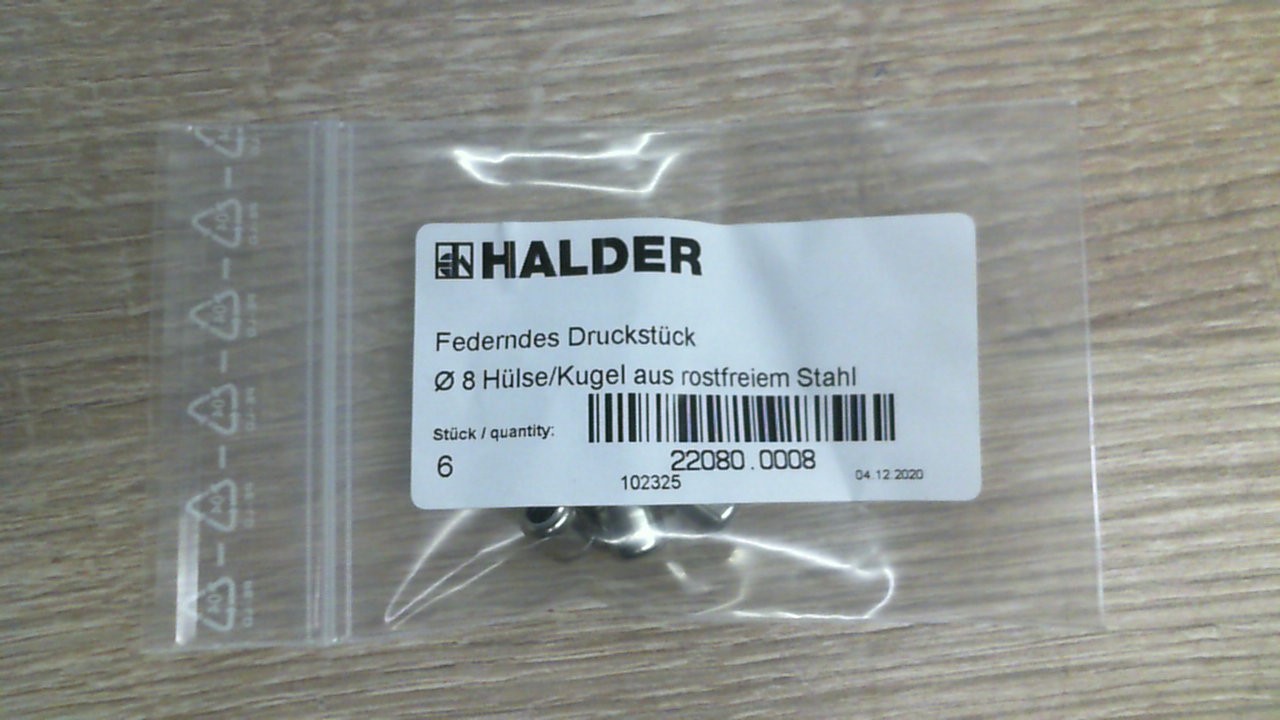 HALDER
Federndes Druckstück
Ø 8 Hülse/Kugel aus rostfreiem Stahl
Stück / quantity:
6
22080.0008
102325
04.12.2020